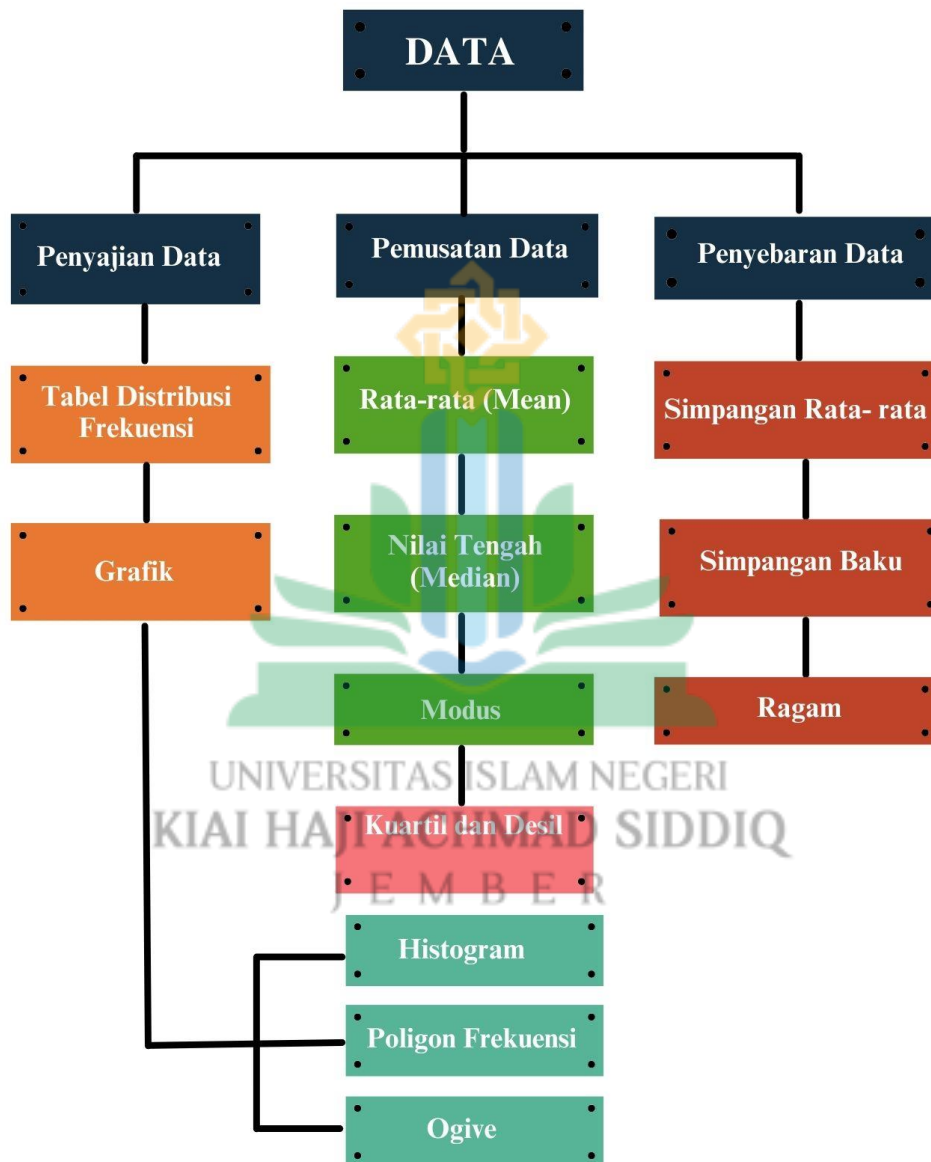 DATA
Penyajian Data
Pemusatan Data
Penyebaran Data
Tabel Distribusi
Frekuensi
Rata-rata (Mean)
Simpangan Rata- rata
Grafik
Nilai Tengah
(Median)
Simpangan Baku
Modus
Ragam
UNIVERSITAS ISLAM NEGERI
KIAI HAJI ACHMAD SIDDIQ
JEMBER
Kuartil dan Desil
Histogram
Poligon Frekuensi
Ogive